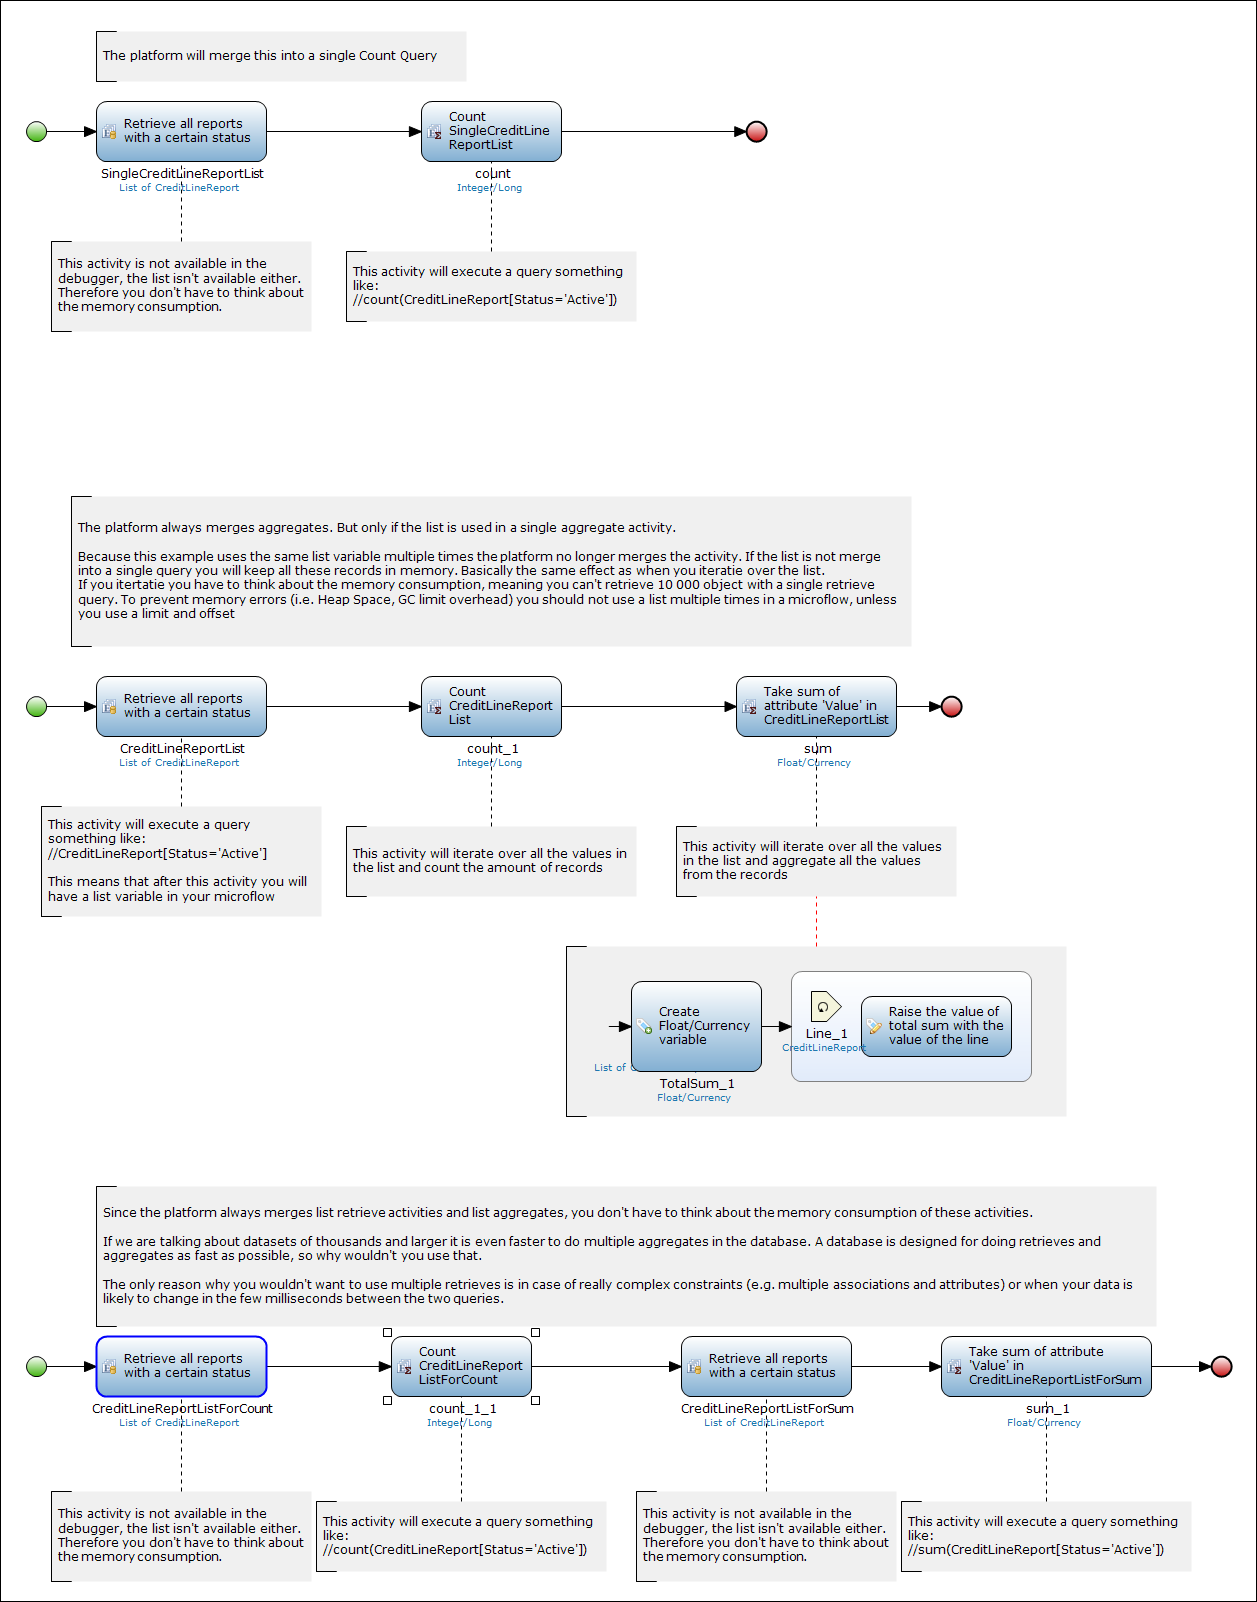 The platform will merge this into a single Count Query
Retrieve all reports
with a certain status
Count
SingleCreditLine
ReportList
SingleCreditLineReportList
List of CreditLineReport
count
Integer/Long
This activity is not available in the
debugger, the list isn't available either.
Therefore you don't have to think about
the memory consumption.
This activity will execute a query something
like:
//count(CreditLineReport[Status='Active'])
The platform always merges aggregates. But only if the list is used in a single aggregate activity.
Because this example uses the same list variable multiple times the platform no longer merges the activity. If the list is not merge
into a single query you will keep all these records in memory. Basically the same effect as when you iteratie over the list.
If you itertatie you have to think about the memory consumption, meaning you can't retrieve 10 000 object with a single retrieve
query. To prevent memory errors (i.e. Heap Space, GC limit overhead) you should not use a list multiple times in a microflow, unless
you use a limit and offset
Retrieve all reports
with a certain status
Count
CreditLineReport
List
Take sum of
attribute 'Value' in
CreditLineReportList
CreditLineReportList
List of CreditLineReport
count_1
Integer/Long
sum
Float/Currency
This activity will execute a query
something like:
//CreditLineReport[Status='Active']
This means that after this activity you will
have a list variable in your microflow
This activity will iterate over all the values in
the list and count the amount of records
This activity will iterate over all the values
in the list and aggregate all the values
from the records
Create
Float/Currency
variable
List of C
TotalSum_1
Float/Currency
Line_1
CreditLineReport
Raise the value of
total sum with the
value of the line
Since the platform always merges list retrieve activities and list aggregates, you don't have to think about the memory consumption of these activities.
If we are talking about datasets of thousands and larger it is even faster to do multiple aggregates in the database. A database is designed for doing retrieves and
aggregates as fast as possible, so why wouldn't you use that.
The only reason why you wouldn't want to use multiple retrieves is in case of really complex constraints (e.g. multiple associations and attributes) or when your data is
likely to change in the few milliseconds between the two queries.
Retrieve all reports
with a certain status
Count
CreditLineReport
ListForCount
Retrieve all reports
with a certain status
Take sum of attribute
'Value' in
CreditLineReportListForSum
CreditLineReportListForCount
List of CreditLineReport
count_1_1
Integer/Long
CreditLineReportListForSum
List of CreditLineReport
sum_1
Float/Currency
This activity is not available in the
debugger, the list isn't available either.
Therefore you don't have to think about
the memory consumption.
This activity will execute a query something
like:
//count(CreditLineReport[Status='Active'])
This activity is not available in the
debugger, the list isn't available either.
Therefore you don't have to think about
the memory consumption.
This activity will execute a query something
like:
//sum(CreditLineReport[Status='Active'])